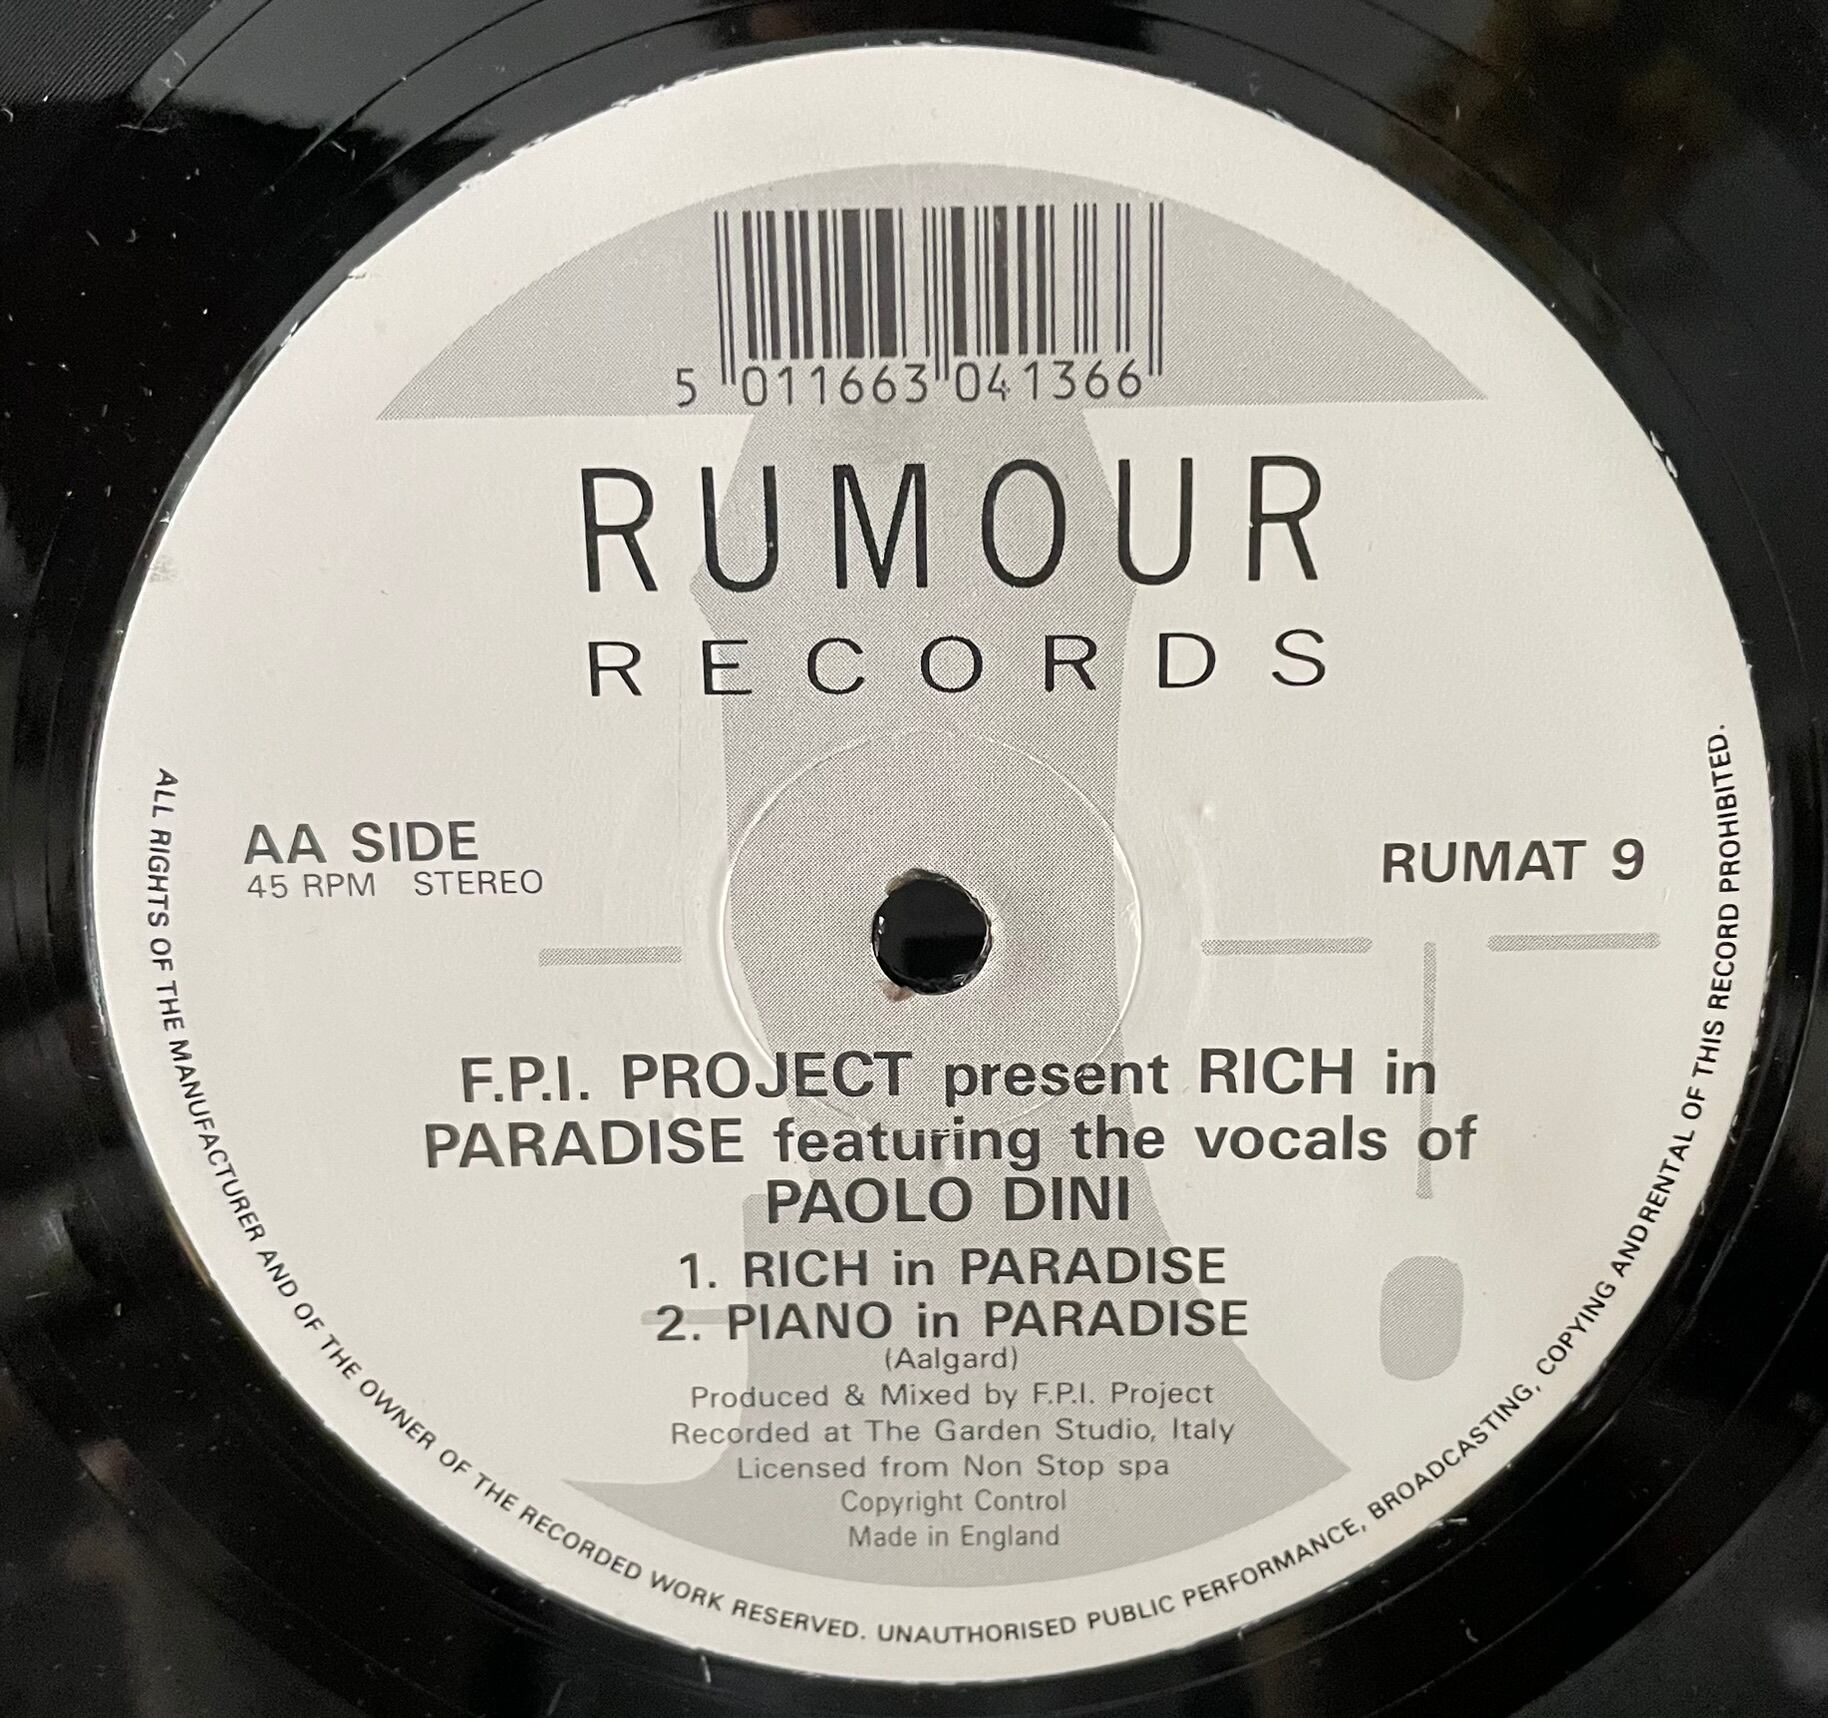 5 011663 041366
RUMOUR
RECORDS
AA SIDE
45 RPM STEREO
RUMAT 9
F.P.I. PROJECT present RICH in
PARADISE featuring the vocals of
PAOLO DINI
1. RICH in PARADISE
2. PIANO in PARADISE
(Aalgard)
Produced & Mixed by F.P.I. Project
Recorded at The Garden Studio, Italy
Licensed from Non Stop spa
Copyright Control
Made in England
ALL RIGHTS OF THE MANUFACTURER AND OF THE OWNER OF THE RECORDED WORK RESERVED. UNAUTHORISED PUBLIC PERFORMANCE, BROADCASTING, COPYING ANDRENTAL OF THIS RECORD PROHIBITED.